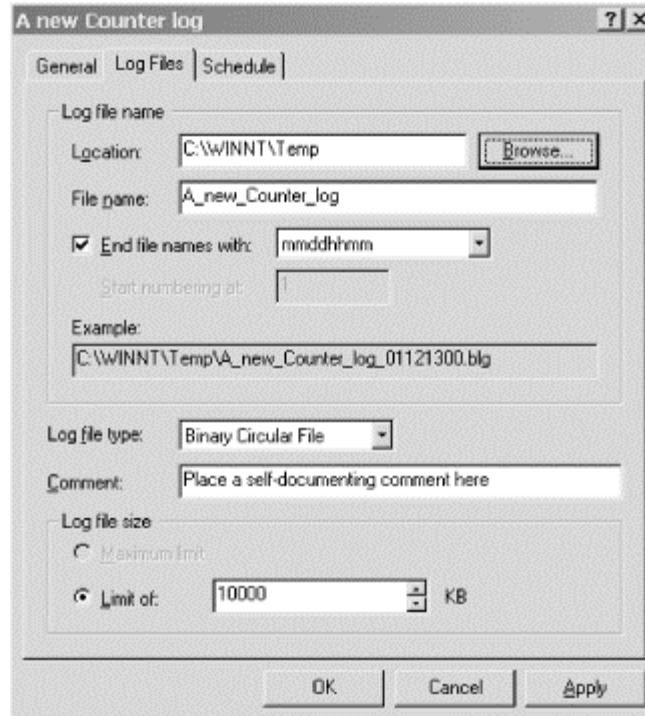 A new Counter log
General Log Files Schedule
Log file name
Location: C:\WINNT\Temp Browse...
File name: A_new_Counter_log
End file names with: mmddhhmm
Start numbering at: 1
Example:
C:\WINNT\Temp\A_new_Counter_log_01121300.blg
Log file type: Binary Circular File
Comment: Place a self-documenting comment here
Log file size
Maximum limit
Limit of: 10000 KB
OK Cancel Apply